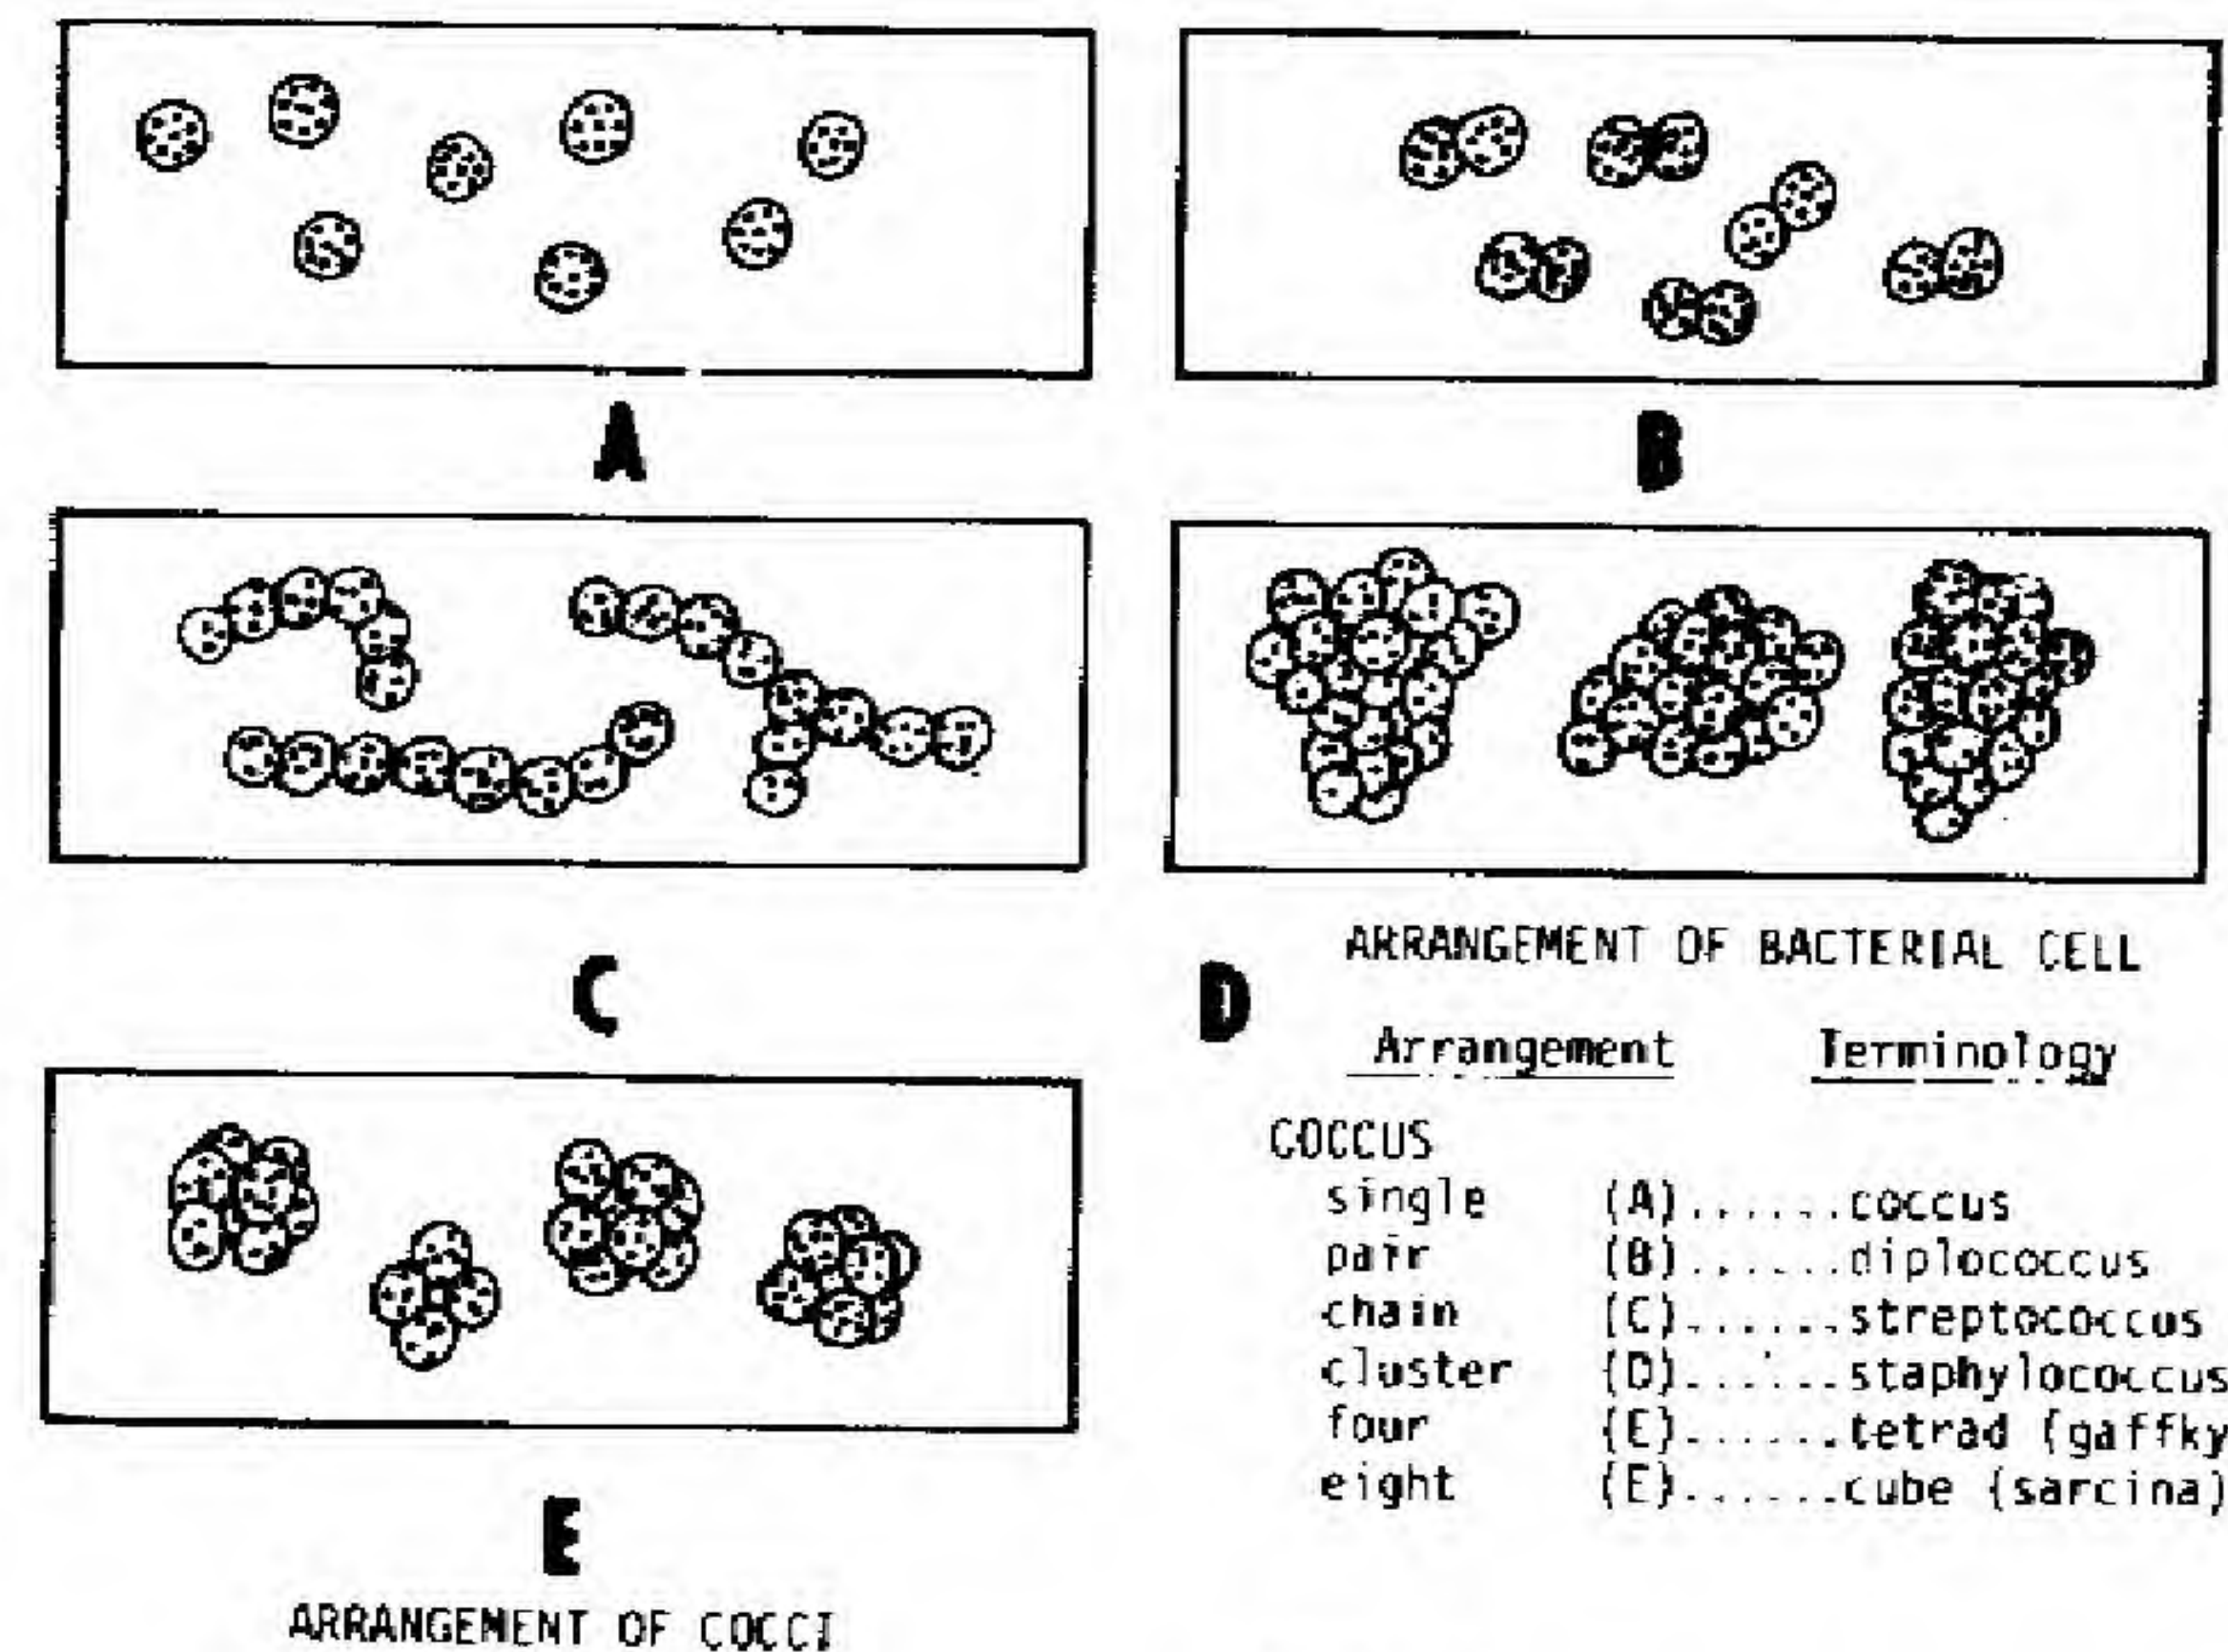 A
B
C
D
ARRANGEMENT OF BACTERIAL CELL
Arrangement Terminology
COCCUS
single (A)......coccus
pair (B)......diplococcus
chain (C)......streptococcus
cluster (D)......staphylococcus
four (E)......tetrad (gaffky
eight (E)......cube (sarcina)
E
ARRANGEMENT OF COCCI